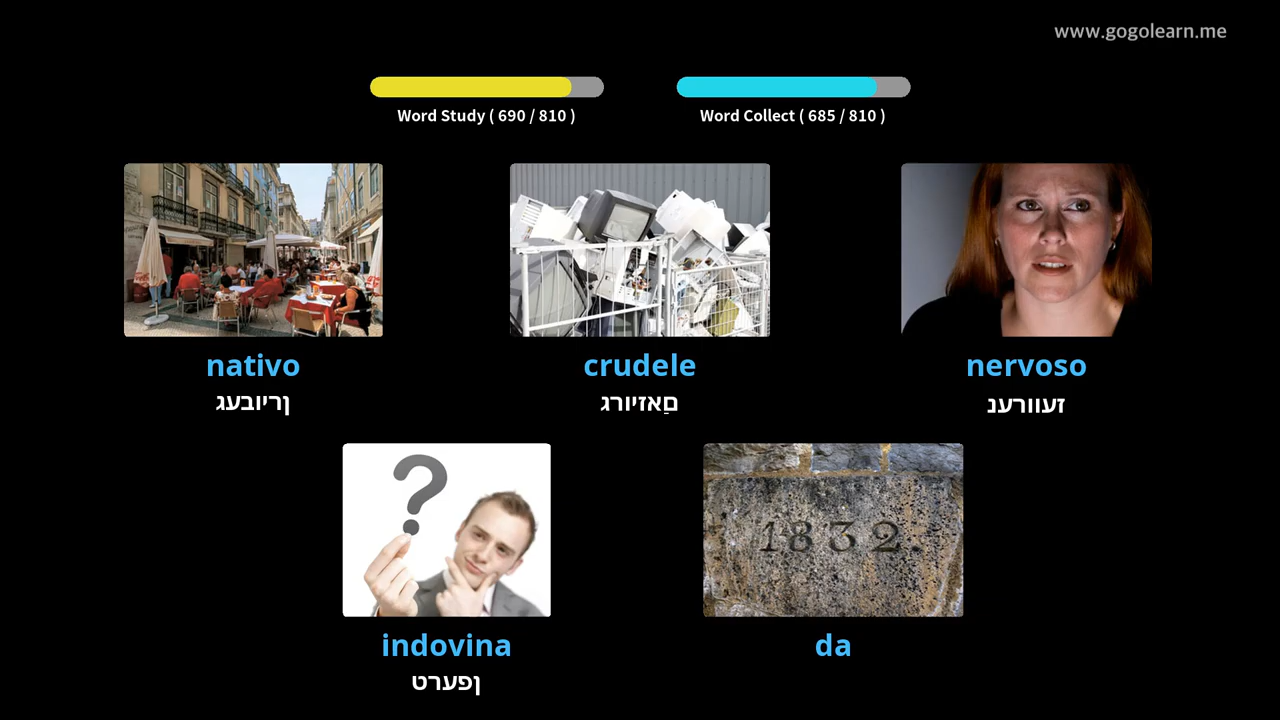 www.gogolearn.me
Word Study ( 690 / 810 )
Word Collect ( 685 / 810 )
nativo
געבוירן
crudele
גרויזאַם
nervoso
נערוועז
indovina
טרעפן
da
1832.